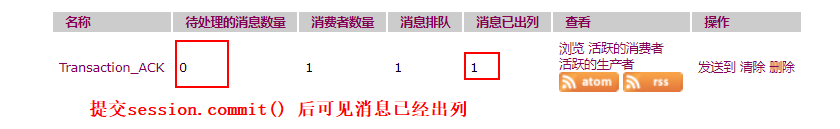 名称 待处理的消息数量 消费者数量 消息排队 消息已出列 查看 操作
Transaction_ACK 0 1 1 1 浏览 活跃的消费者 发送到 清除 删除
活跃的生产者
atom rss
提交session.commit() 后可见消息已经出列